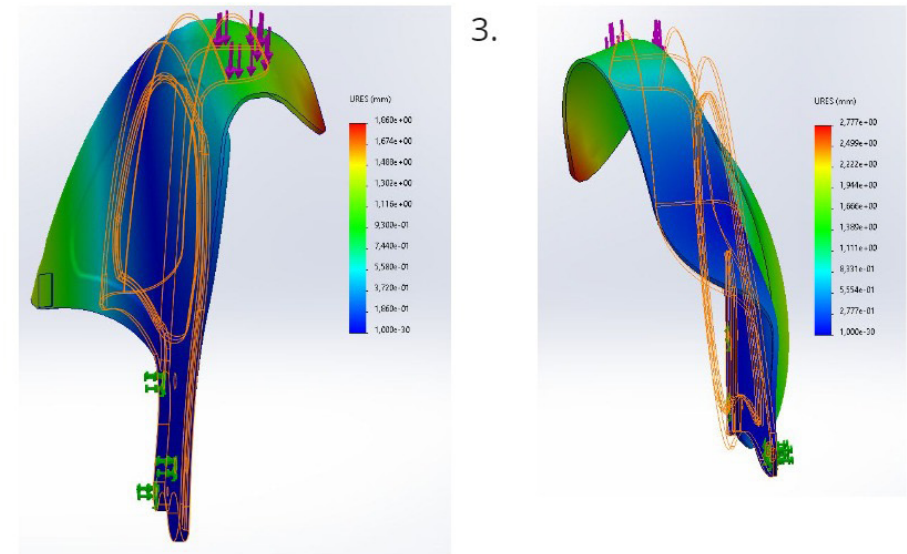 3.
URES (mm)
1,860e+00
1,674e+00
1,488e+00
1,302e+00
1,116e+00
9,300e-01
7,440e-01
5,580e-01
3,720e-01
1,860e-01
1,000e-30
URES (mm)
2,777e+00
2,499e+00
2,222e+00
1,944e+00
1,666e+00
1,389e+00
1,111e+00
8,331e-01
5,554e-01
2,777e-01
1,000e-30